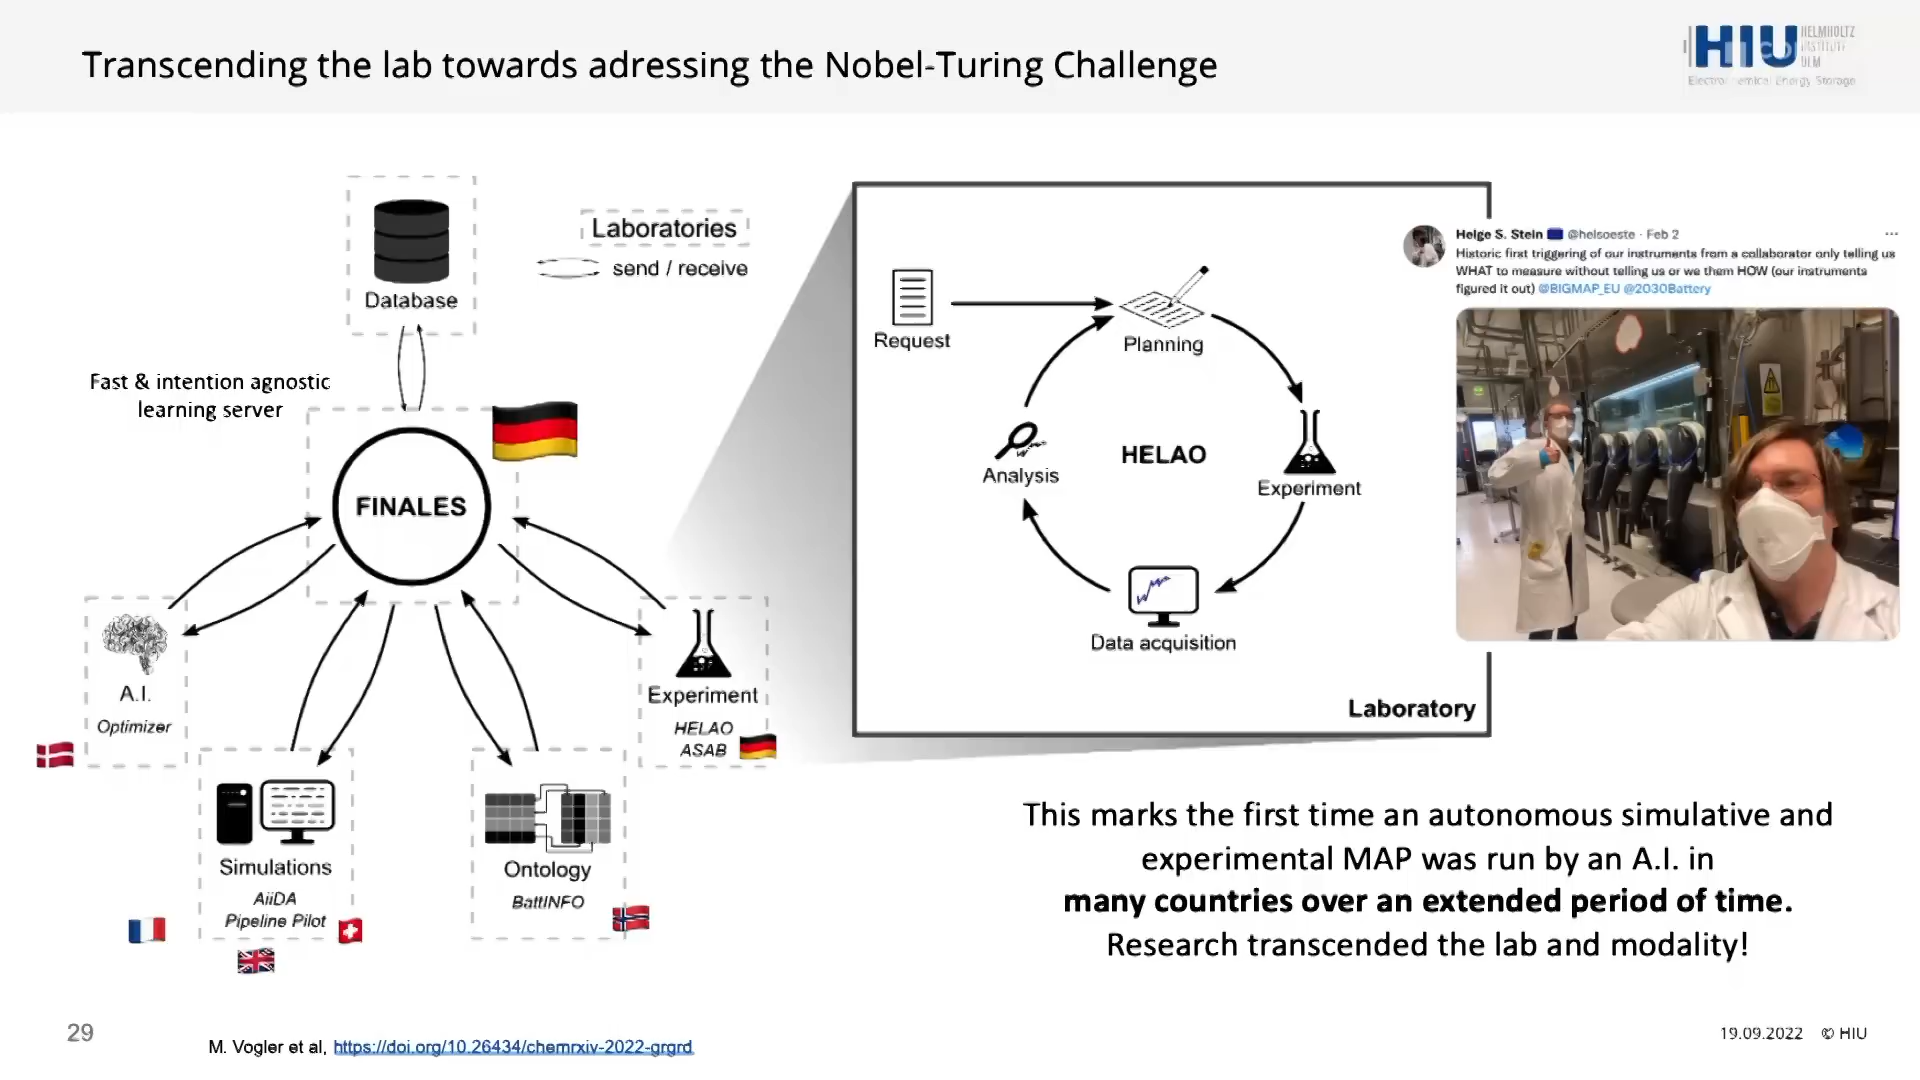 Transcending the lab towards adressing the Nobel-Turing Challenge
HIU
HELMHOLTZ
INSTITUTE
ULM
Energy Storage
Database
Laboratories
send / receive
Fast & intention agnostic
learning server
FINALES
A.I.
Optimizer
Simulations
AiiDA
Pipeline Pilot
Ontology
BattINFO
Experiment
HELAO
ASAB
Request
Planning
Analysis
HELAO
Experiment
Data acquisition
Laboratory
Helge S. Stein @helsoeste · Feb 2
Historic first triggering of our instruments from a collaborator only telling us
WHAT to measure without telling us or we them HOW (our instruments
figured it out) @BIGMAP_EU @2030Battery
This marks the first time an autonomous simulative and
experimental MAP was run by an A.I. in
many countries over an extended period of time.
Research transcended the lab and modality!
29
M. Vogler et al, https://doi.org/10.26434/chemrxiv-2022-grgrd
19.09.2022 © HIU